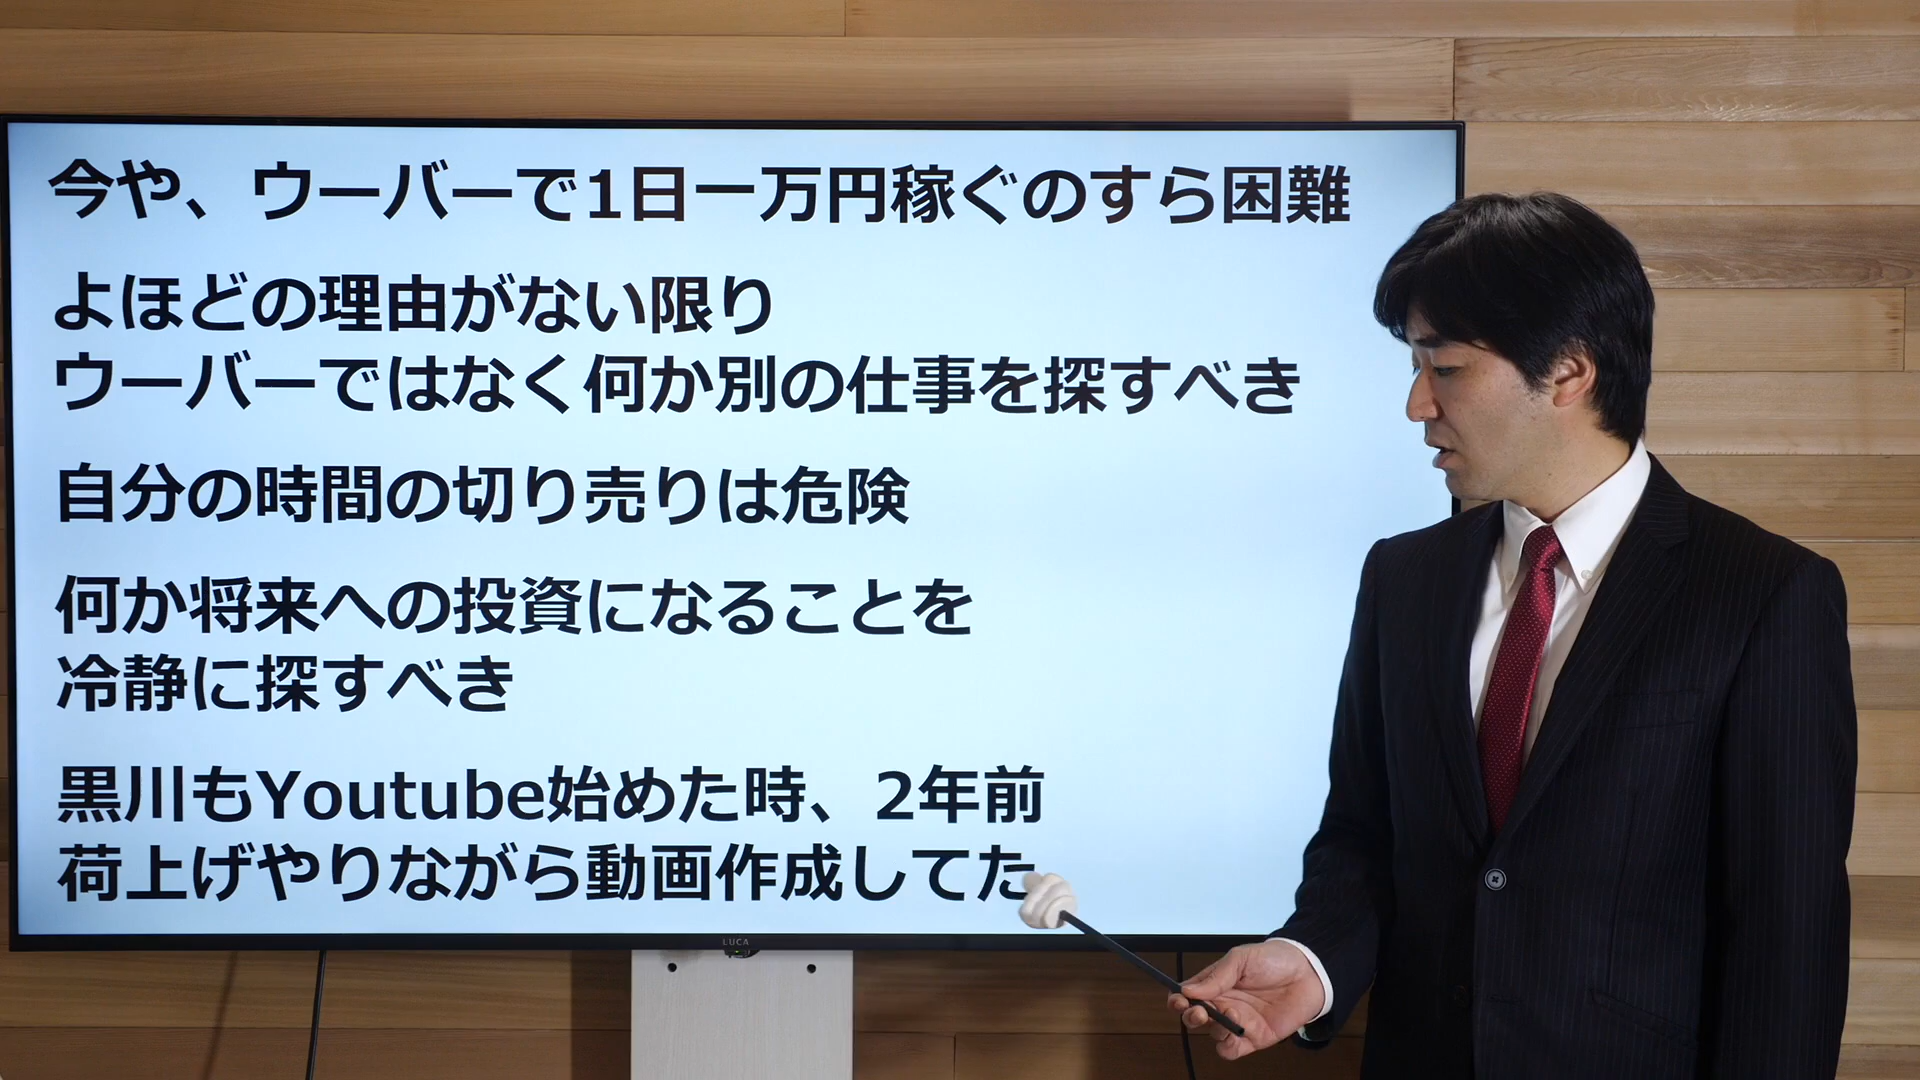 今や、ウーバーで1日一万円稼ぐのすら困難
よほどの理由がない限り
ウーバーではなく何か別の仕事を探すべき
自分の時間の切り売りは危険
何か将来への投資になることを
冷静に探すべき
黒川もYoutube始めた時、2年前
荷上げやりながら動画作成してた
LUCA